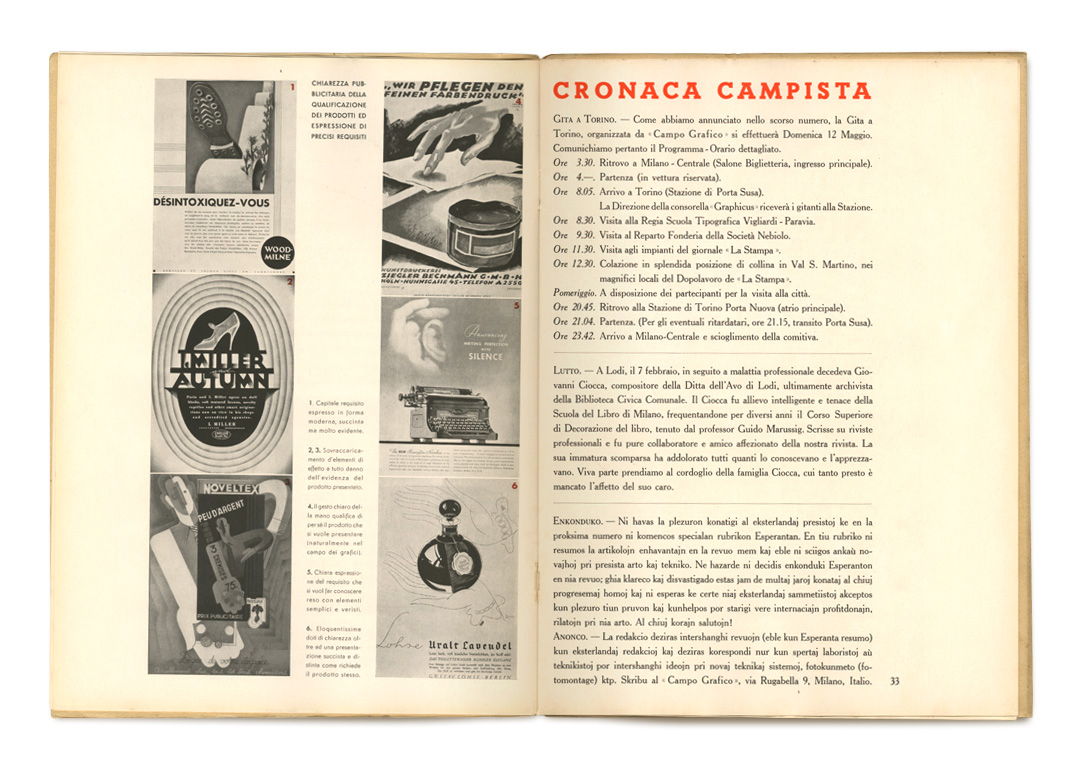 1
DÉSINTOXIQUEZ-VOUS
WOOD-
MILNE
2
I. MILLER
AUTUMN
I. MILLER
NOVELTEX
PEU D'ARGENT
3
75
PRIX PUBLICITAIRE
CHIAREZZA PUB-
BLICITARIA DELLA
QUALIFICAZIONE
DEI PRODOTTI ED
ESPRESSIONE DI
PRECISI REQUISITI
1. Capitele requisito
espresso in forma
moderna, succinta
ma molto evidente.
2, 3. Sovraccarica-
mento d'elementi di
effetto a tutto danno
dell'evidenza del
prodotto presentato.
4. Il gesto chiaro del-
la mano qualifica di
per sè il prodotto che
si vuole presentare
(naturalmente nel
campo dei grafici).
5. Chiara espressio-
ne del requisito che
si vuol far conoscere
reso con elementi
semplici e veristi.
6. Eloquentissime
doti di chiarezza ol-
tre ad una presenta-
zione succinta e di-
stinta come richiede
il prodotto stesso.
„WIR PFLEGEN DEN
FEINEN FARBENDRUCK"
4
KUNSTDRUCKEREI
ZIEGLER BECKMANN G·M·B·H
KÖLN·HUHNSGASSE 45·TELEFON A 2550
5
Announcing
WRITING PERFECTION
WITH
SILENCE
6
Lohse
Uralt Lavendel
GUSTAV LOHSE · BERLIN
CRONACA CAMPISTA
GITA A TORINO. — Come abbiamo annunciato nello scorso numero, la Gita a
Torino, organizzata da « Campo Grafico » si effettuerà Domenica 12 Maggio.
Comunichiamo pertanto il Programma - Orario dettagliato.
Ore 3.30. Ritrovo a Milano - Centrale (Salone Biglietteria, ingresso principale).
Ore 4.—. Partenza (in vettura riservata).
Ore 8.05. Arrivo a Torino (Stazione di Porta Susa).
La Direzione della consorella « Graphicus » riceverà i gitanti alla Stazione.
Ore 8.30. Visita alla Regia Scuola Tipografica Vigliardi - Paravia.
Ore 9.30. Visita al Reparto Fonderia della Società Nebiolo.
Ore 11.30. Visita agli impianti del giornale « La Stampa ».
Ore 12.30. Colazione in splendida posizione di collina in Val S. Martino, nei
magnifici locali del Dopolavoro de « La Stampa ».
Pomeriggio. A disposizione dei partecipanti per la visita alla città.
Ore 20.45. Ritrovo alla Stazione di Torino Porta Nuova (atrio principale).
Ore 21.04. Partenza. (Per gli eventuali ritardatari, ore 21.15, transito Porta Susa).
Ore 23.42. Arrivo a Milano-Centrale e scioglimento della comitiva.
LUTTO. — A Lodi, il 7 febbraio, in seguito a malattia professionale decedeva Gio-
vanni Ciocca, compositore della Ditta dell'Avo di Lodi, ultimamente archivista
della Biblioteca Civica Comunale. Il Ciocca fu allievo intelligente e tenace della
Scuola del Libro di Milano, frequentandone per diversi anni il Corso Superiore
di Decorazione del libro, tenuto dal professor Guido Marussig. Scrisse su riviste
professionali e fu pure collaboratore e amico affezionato della nostra rivista. La
sua immatura scomparsa ha addolorato tutti quanti lo conoscevano e l'apprezza-
vano. Viva parte prendiamo al cordoglio della famiglia Ciocca, cui tanto presto è
mancato l'affetto del suo caro.
ENKONDUKO. — Ni havas la plezuron konatigi al eksterlandaj presistoj ke en la
proksima numero ni komencos specialan rubrikon Esperantan. En tiu rubriko ni
resumos la artikolojn enhavantajn en la revuo mem kaj eble ni sciigos ankaŭ no-
vajhoj pri presista arto kaj tekniko. Ne hazarde ni decidis enkonduki Esperanton
en nia revuo; ghia klareco kaj disvastigado estas jam de multaj jaroj konataj al chiuj
progresemaj homoj kaj ni esperas ke certe niaj eksterlandaj sammetiistoj akceptos
kun plezuro tiun pruvon kaj kunhelpos por starigi vere internaciajn profitdonajn,
rilatojn pri nia arto. Al chiuj korajn salutojn!
ANONCO. — La redakcio deziras intershanghi revuojn (eble kun Esperanta resumo)
kun eksterlandaj redakcioj kaj deziras korespondi nur kun spertaj laboristoj aŭ
teknikistoj por intershanghi ideojn pri novaj teknikaj sistemoj, fotokunmeto (fo-
tomontage) ktp. Skribu al « Campo Grafico », via Rugabella 9, Milano, Italio.
33